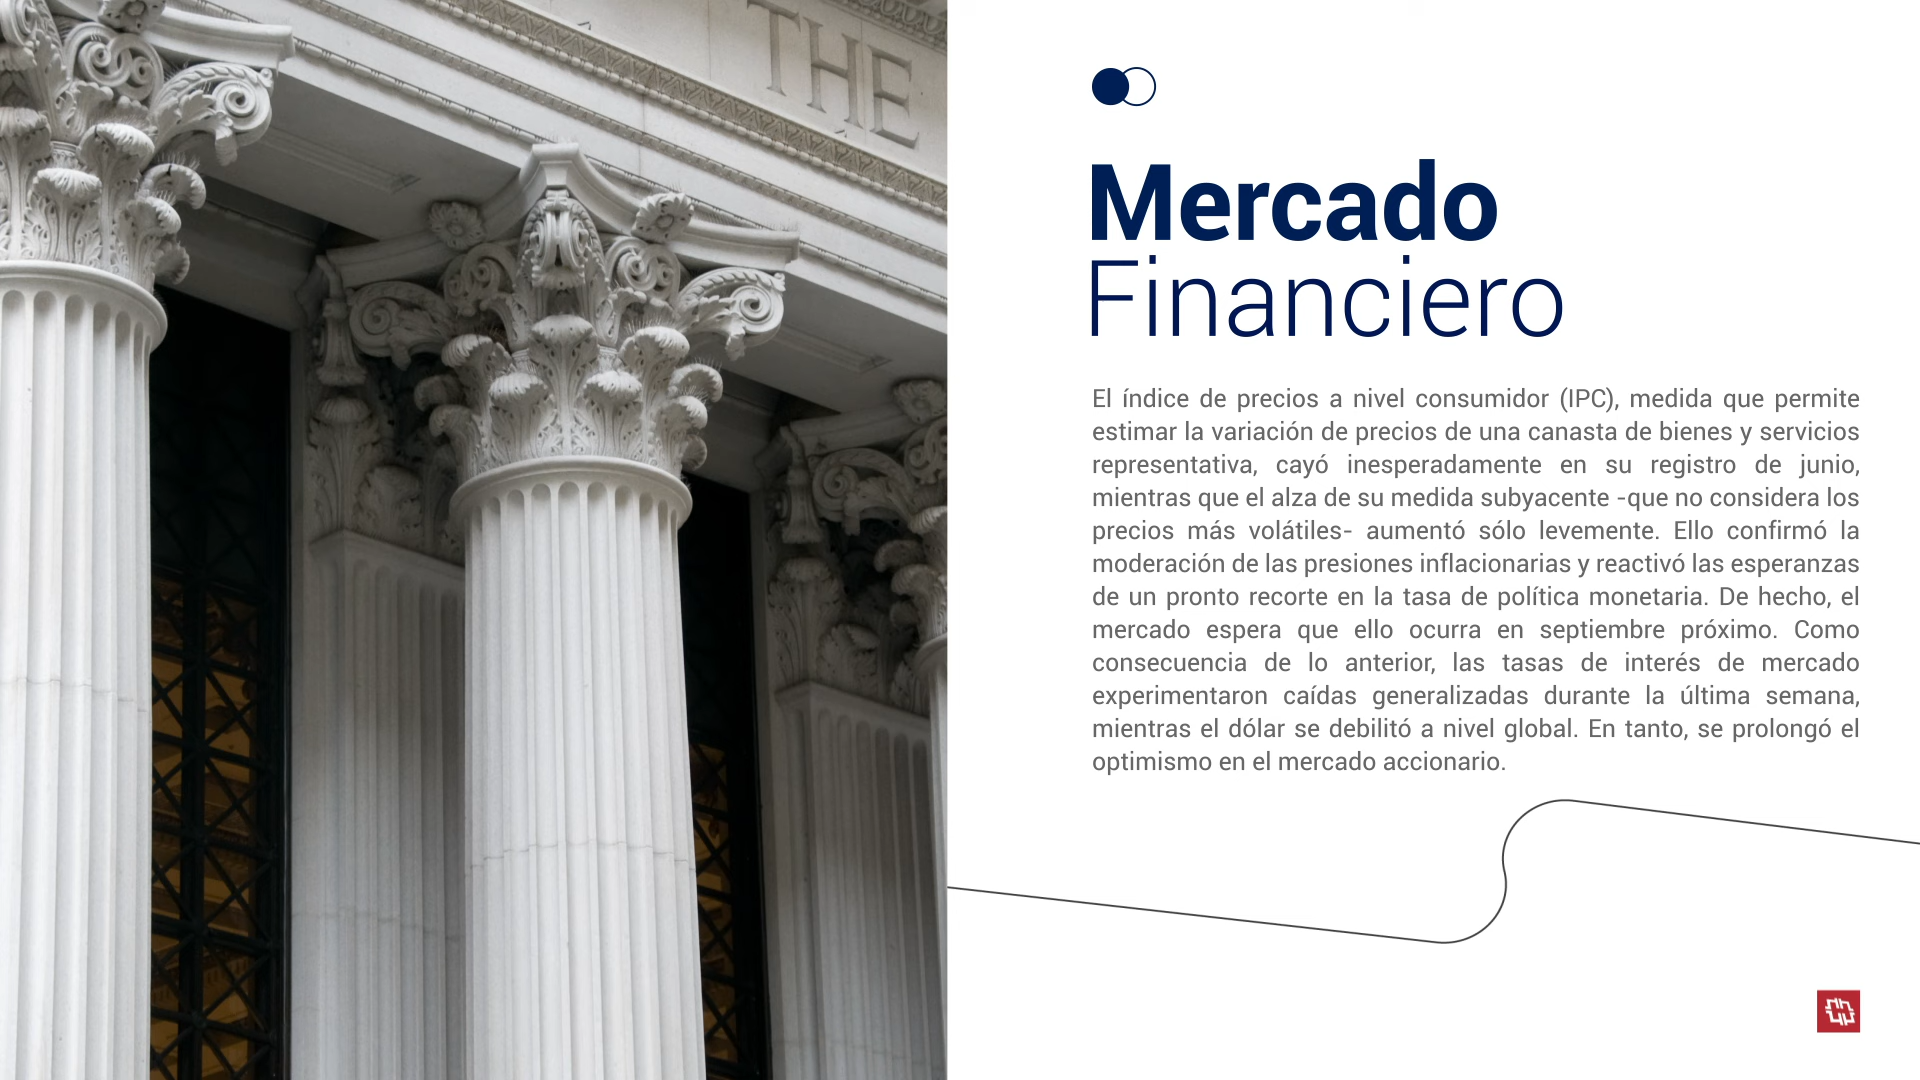 THE
Mercado
Financiero
El índice de precios a nivel consumidor (IPC), medida que permite
estimar la variación de precios de una canasta de bienes y servicios
representativa, cayó inesperadamente en su registro de junio,
mientras que el alza de su medida subyacente -que no considera los
precios más volátiles- aumentó sólo levemente. Ello confirmó la
moderación de las presiones inflacionarias y reactivó las esperanzas
de un pronto recorte en la tasa de política monetaria. De hecho, el
mercado espera que ello ocurra en septiembre próximo. Como
consecuencia de lo anterior, las tasas de interés de mercado
experimentaron caídas generalizadas durante la última semana,
mientras el dólar se debilitó a nivel global. En tanto, se prolongó el
optimismo en el mercado accionario.